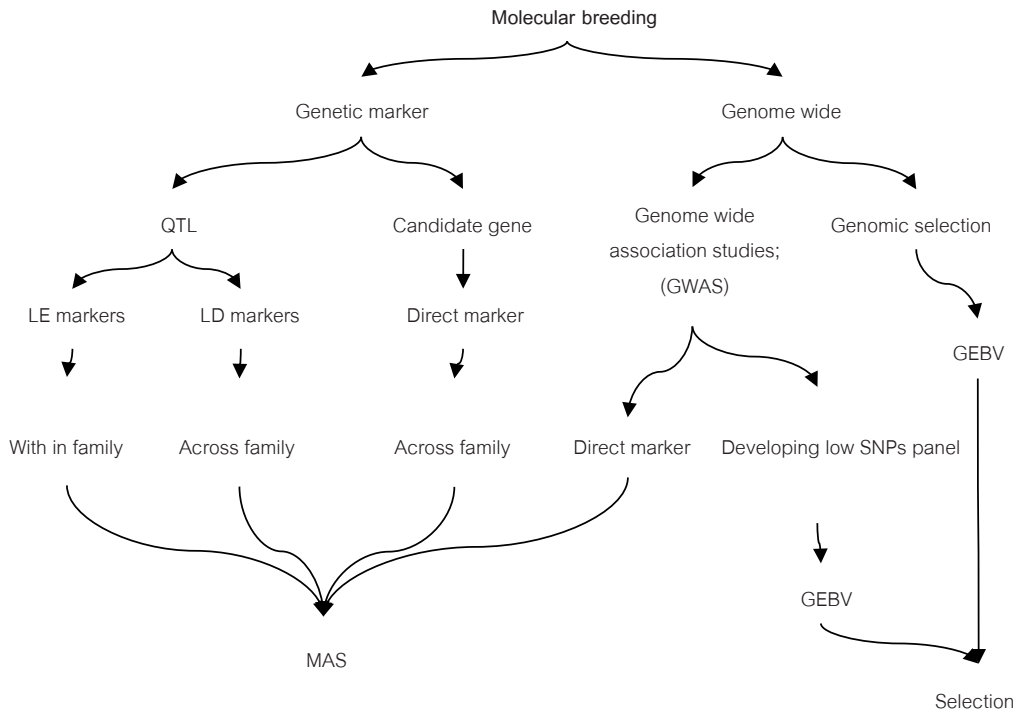 Molecular breeding
Genetic marker
Genome wide
QTL
Candidate gene
Genome wide
association studies;
(GWAS)
Genomic selection
LE markers
LD markers
Direct marker
GEBV
With in family
Across family
Across family
Direct marker
Developing low SNPs panel
GEBV
MAS
Selection